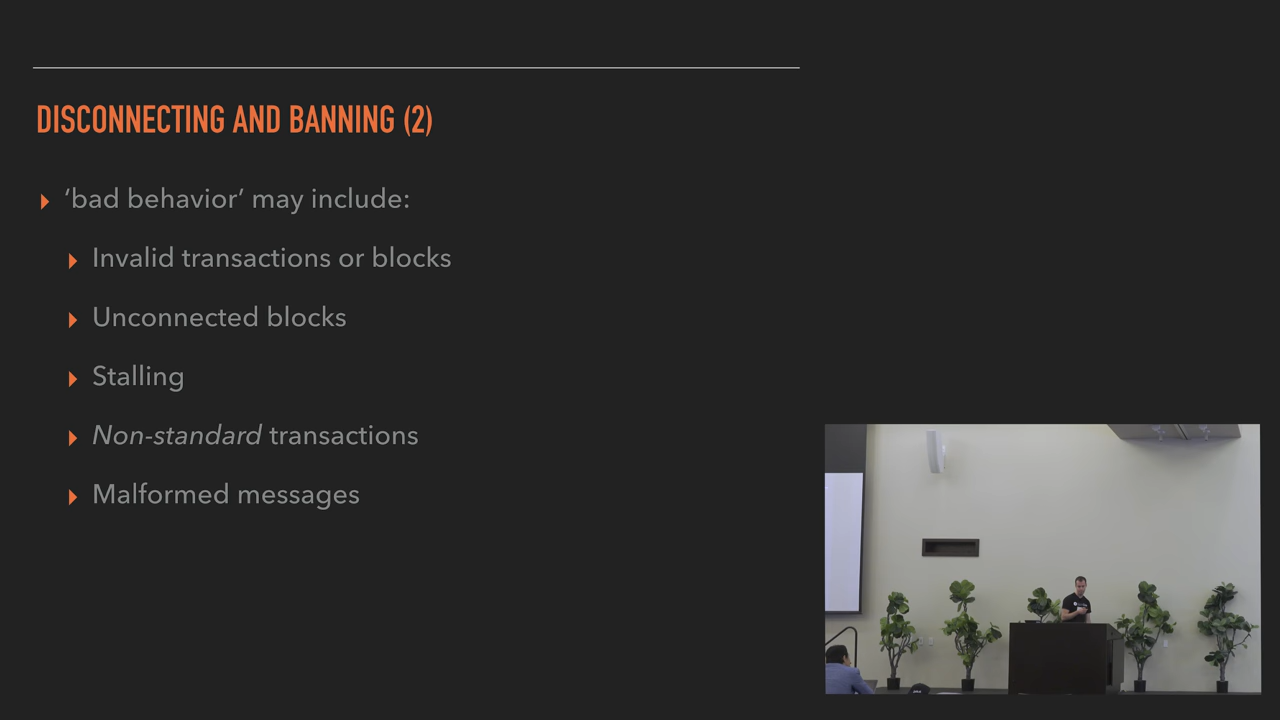 DISCONNECTING AND BANNING (2)
‘bad behavior’ may include:
Invalid transactions or blocks
Unconnected blocks
Stalling
Non-standard transactions
Malformed messages